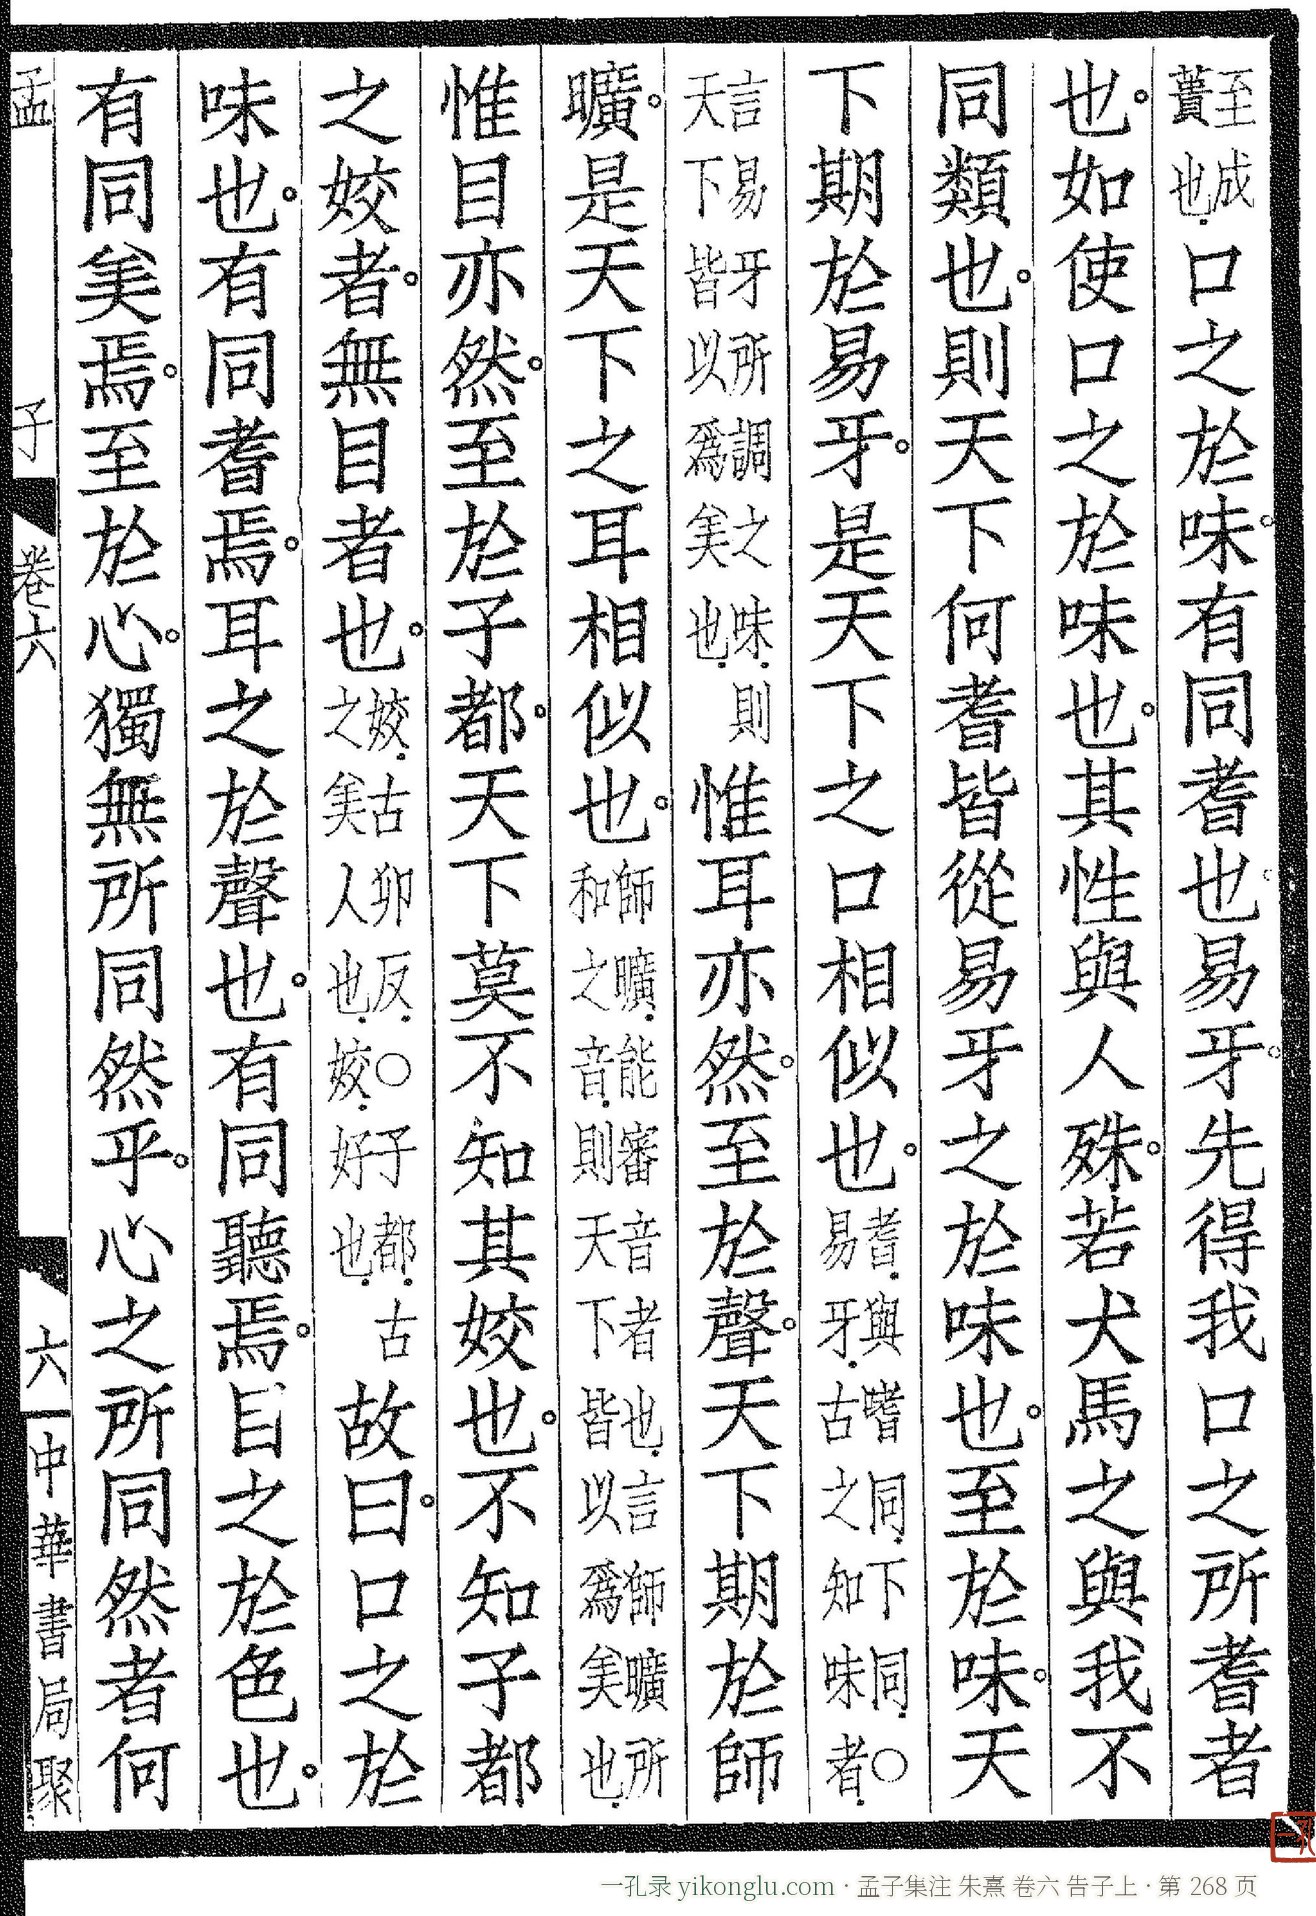 至成蕢也．口之於味。有同耆也。易牙。先得我口之所耆者
也。如使口之於味也。其性與人殊。若犬馬之與我不
同類也。則天下何耆皆從易牙之於味也。至於味。天
下期於易牙。是天下之口相似也。耆．與嗜同．下同．〇易牙．古之知味者．
言易牙所調之味．則天下皆以爲美也．惟耳亦然。至於聲。天下期於師
曠。是天下之耳相似也。師曠．能審音者也．言師曠所和之音．則天下皆以爲美也．
惟目亦然。至於子都。天下莫不知其姣也。不知子都
之姣者。無目者也。姣．古卯反．〇子都．古之美人也．姣．好也．故曰。口之於
味也。有同耆焉。耳之於聲也。有同聽焉。目之於色也。
有同美焉。至於心。獨無所同然乎。心之所同然者何
孟子 卷六 六 中華書局聚
一孔录 yikonglu.com · 孟子集注 朱熹 卷六 告子上 · 第 268 页